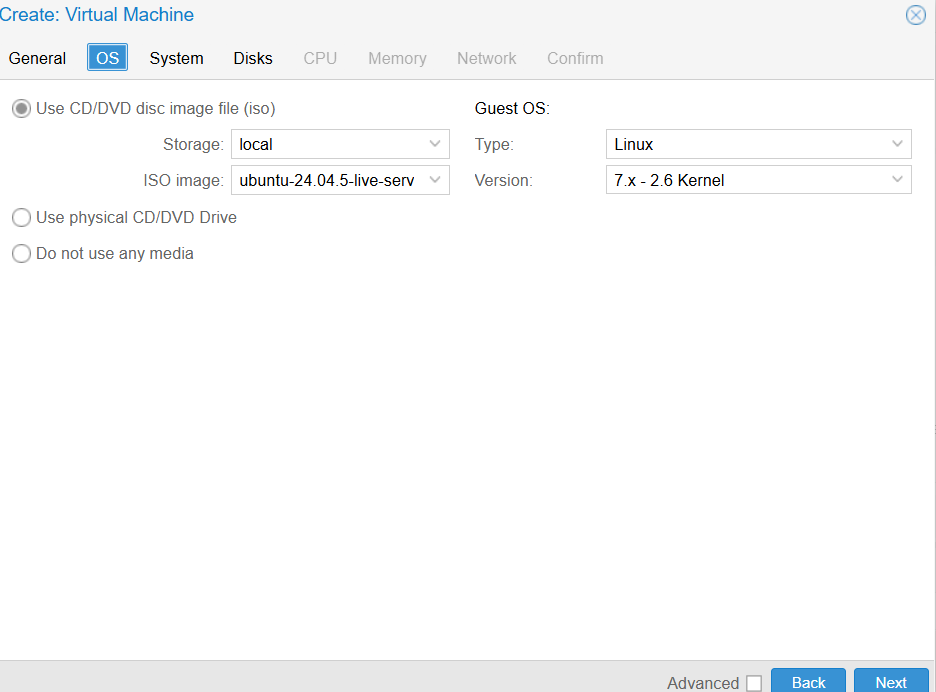 Create: Virtual Machine
General OS System Disks CPU Memory Network Confirm
Use CD/DVD disc image file (iso) Guest OS:
Storage: local Type: Linux
ISO image: ubuntu-24.04.5-live-serv Version: 7.x - 2.6 Kernel
Use physical CD/DVD Drive
Do not use any media
Advanced Back Next